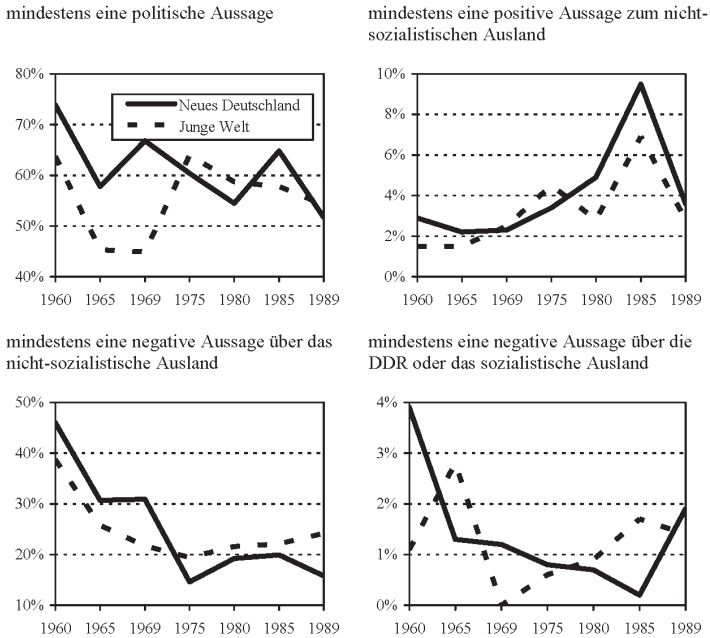 mindestens eine politische Aussage
80%
70%
60%
50%
40%
Neues Deutschland
Junge Welt
1960 1965 1969 1975 1980 1985 1989
mindestens eine positive Aussage zum nicht-
sozialistischen Ausland
10%
8%
6%
4%
2%
0%
1960 1965 1969 1975 1980 1985 1989
mindestens eine negative Aussage über das
nicht-sozialistische Ausland
50%
40%
30%
20%
10%
1960 1965 1969 1975 1980 1985 1989
mindestens eine negative Aussage über die
DDR oder das sozialistische Ausland
4%
3%
2%
1%
0%
1960 1965 1969 1975 1980 1985 1989